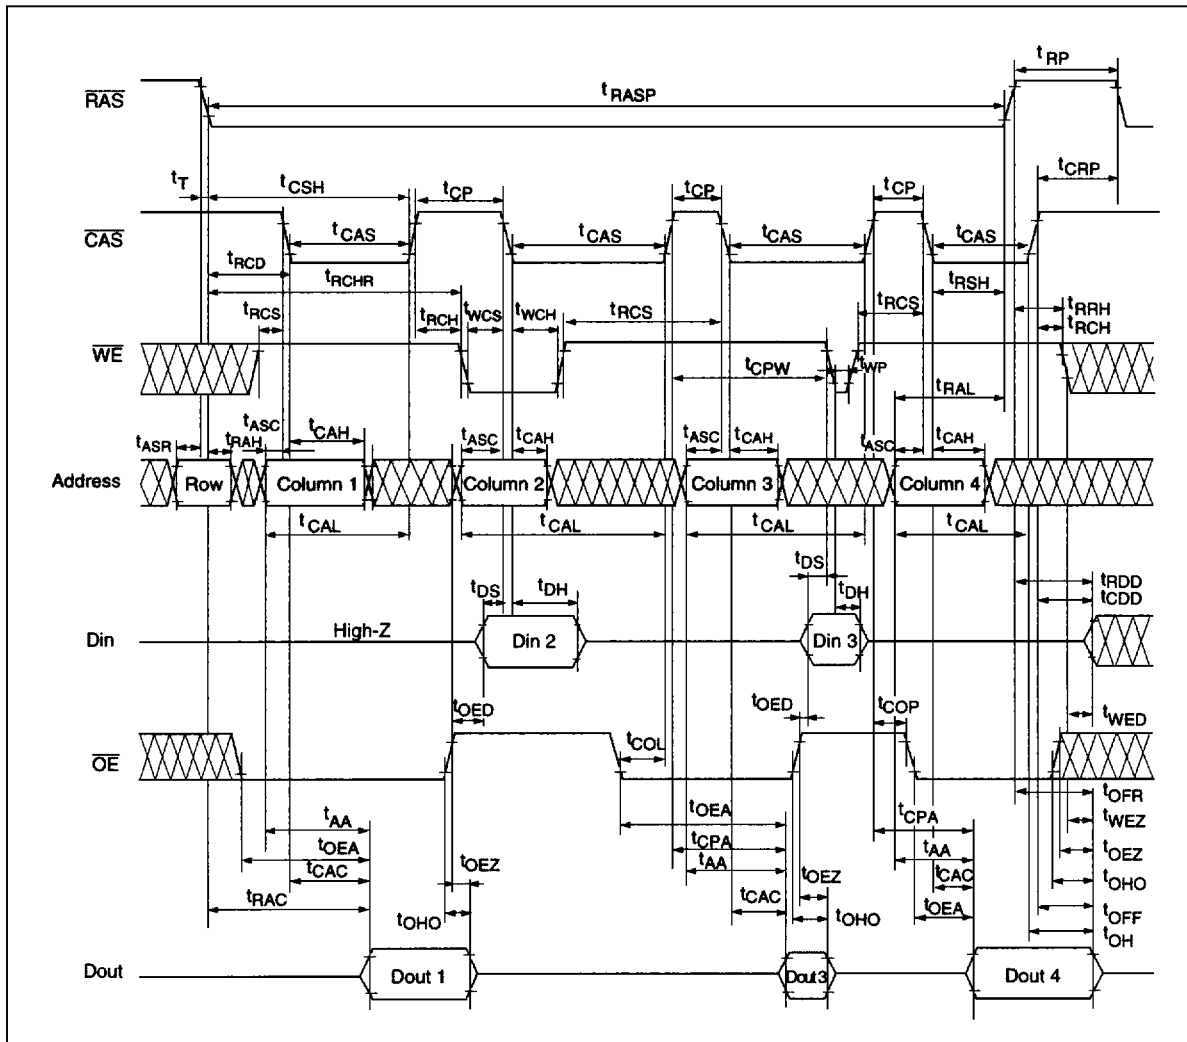 tRP
RAS
tRASP
tT
tCSH
tCP
tCP
tCP
tCRP
CAS
tCAS
tCAS
tCAS
tCAS
tRCD
tRCHR
tRSH
tRCS
tRCH
tWCS
tWCH
tRCS
tRCS
tRRH
tRCH
WE
tCPW
tWP
tRAL
tASR
tRAH
tASC
tCAH
tASC
tCAH
tASC
tCAH
tASC
tCAH
Address
Row
Column 1
Column 2
Column 3
Column 4
tCAL
tCAL
tCAL
tCAL
tDS
tDH
tDS
tDH
tRDD
tCDD
Din
High-Z
Din 2
Din 3
tOED
tOED
tCOP
tWED
OE
tCOL
tOFR
tAA
tOEA
tCPA
tWEZ
tOEA
tOEZ
tCPA
tAA
tOEZ
tCAC
tAA
tOEZ
tCAC
tOHO
tRAC
tCAC
tOEA
tOHO
tOHO
tOFF
tOH
Dout
Dout 1
Dout3
Dout 4